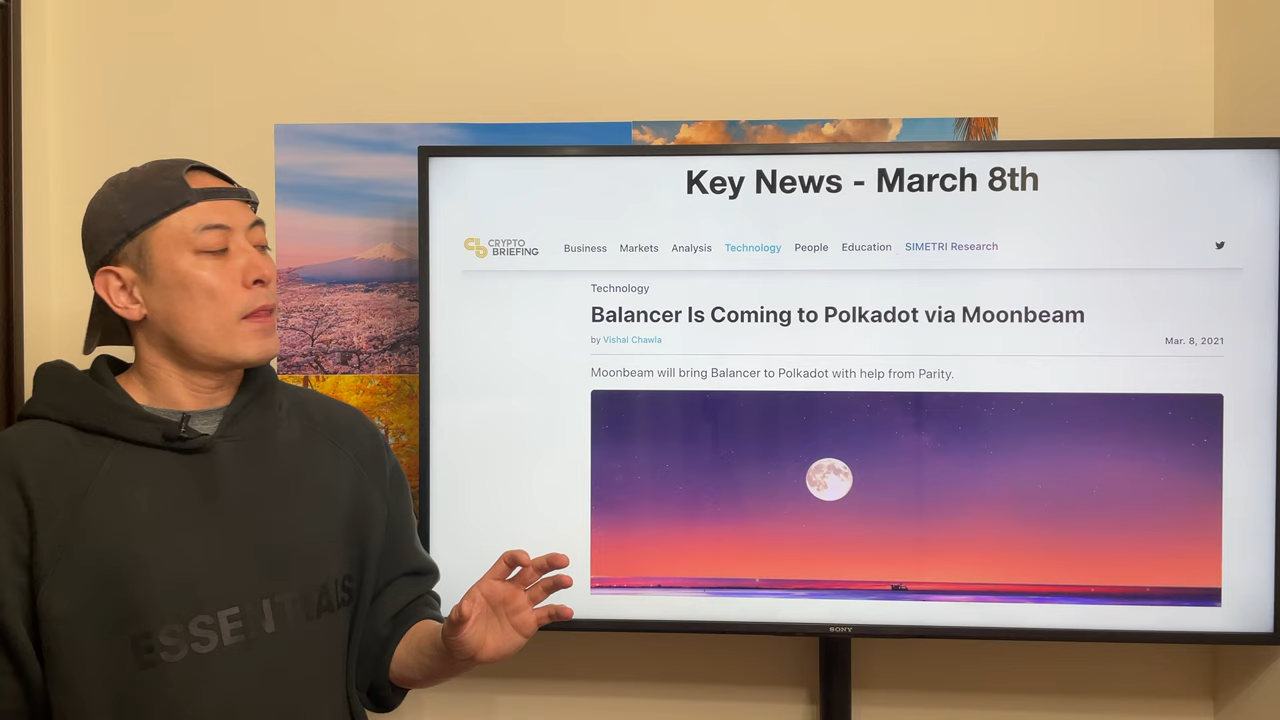 Key News - March 8th
CRYPTO BRIEFING
Business Markets Analysis Technology People Education SIMETRI Research
Technology
Balancer Is Coming to Polkadot via Moonbeam
by Vishal Chawla
Mar. 8, 2021
Moonbeam will bring Balancer to Polkadot with help from Parity.
ESSENTIALS
SONY